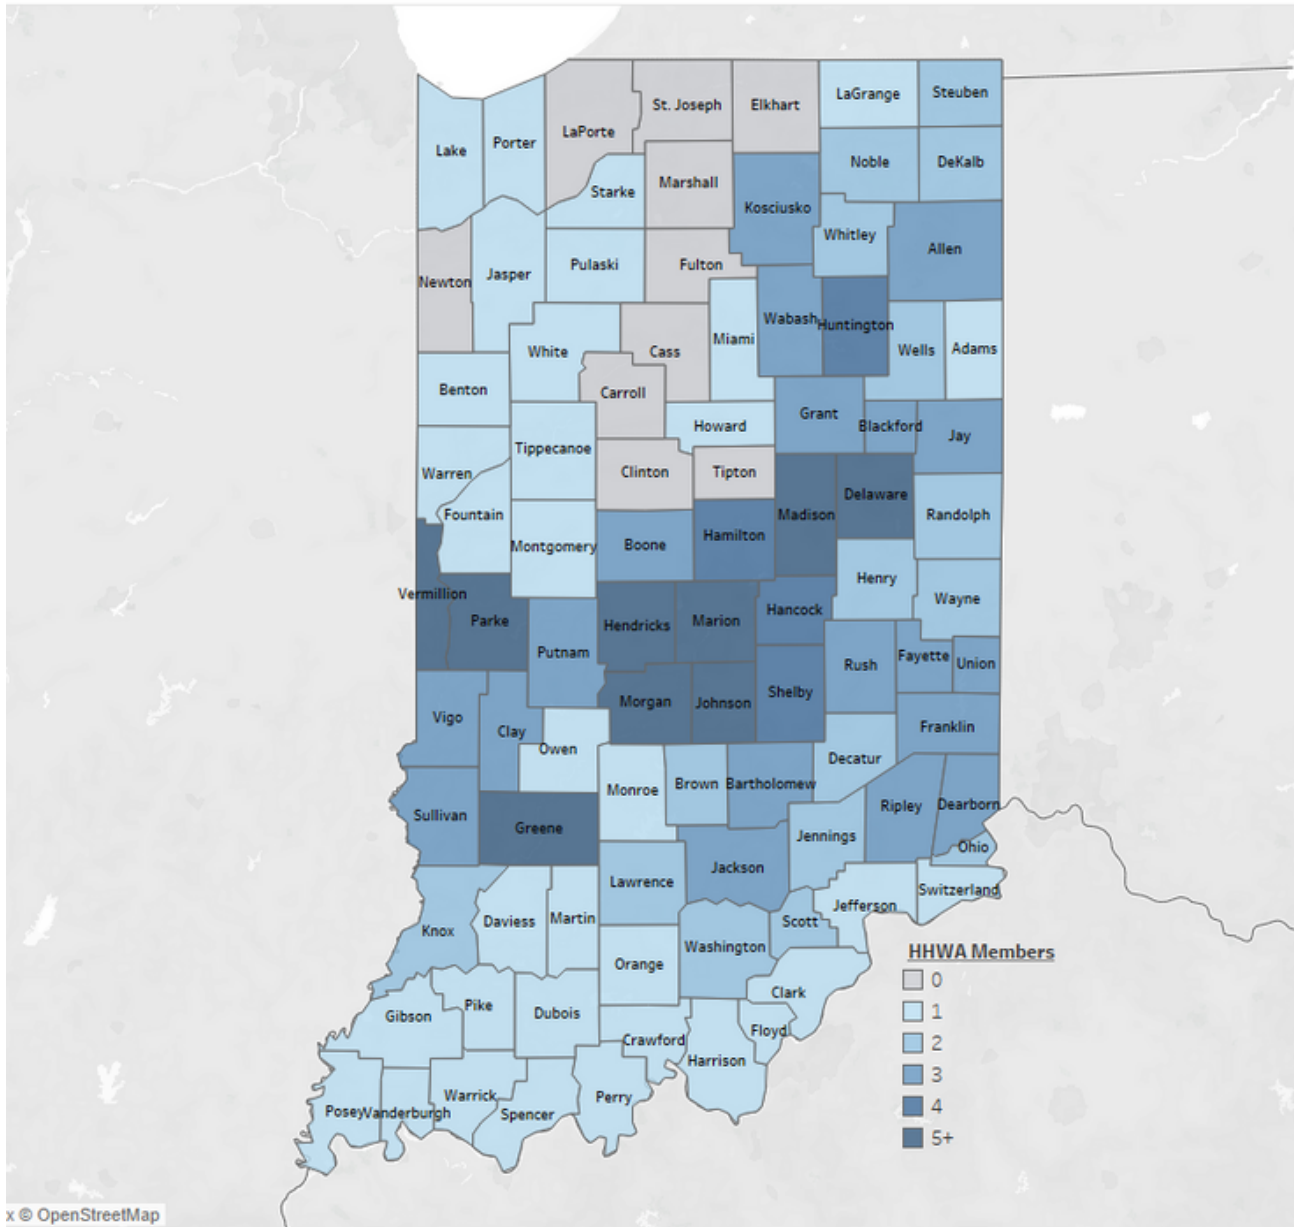 LaGrange
Steuben
St. Joseph
Elkhart
LaPorte
Lake
Porter
Noble
DeKalb
Starke
Marshall
Kosciusko
Whitley
Allen
Newton
Jasper
Pulaski
Fulton
Wabash
Huntington
Miami
White
Cass
Wells
Adams
Benton
Carroll
Grant
Howard
Blackford
Jay
Tippecanoe
Warren
Clinton
Tipton
Delaware
Madison
Randolph
Fountain
Hamilton
Boone
Montgomery
Henry
Wayne
Vermillion
Hancock
Parke
Hendricks
Marion
Putnam
Rush
Fayette
Union
Shelby
Morgan
Johnson
Vigo
Clay
Franklin
Owen
Decatur
Brown
Bartholomew
Monroe
Ripley
Dearborn
Sullivan
Greene
Jennings
Ohio
Jackson
Lawrence
Switzerland
Jefferson
Daviess
Martin
Scott
Knox
Washington
Orange
Clark
Pike
Gibson
Dubois
Floyd
Crawford
Harrison
Warrick
Perry
Posey
Vanderburgh
Spencer
HHWA Members
0
1
2
3
4
5+
x © OpenStreetMap